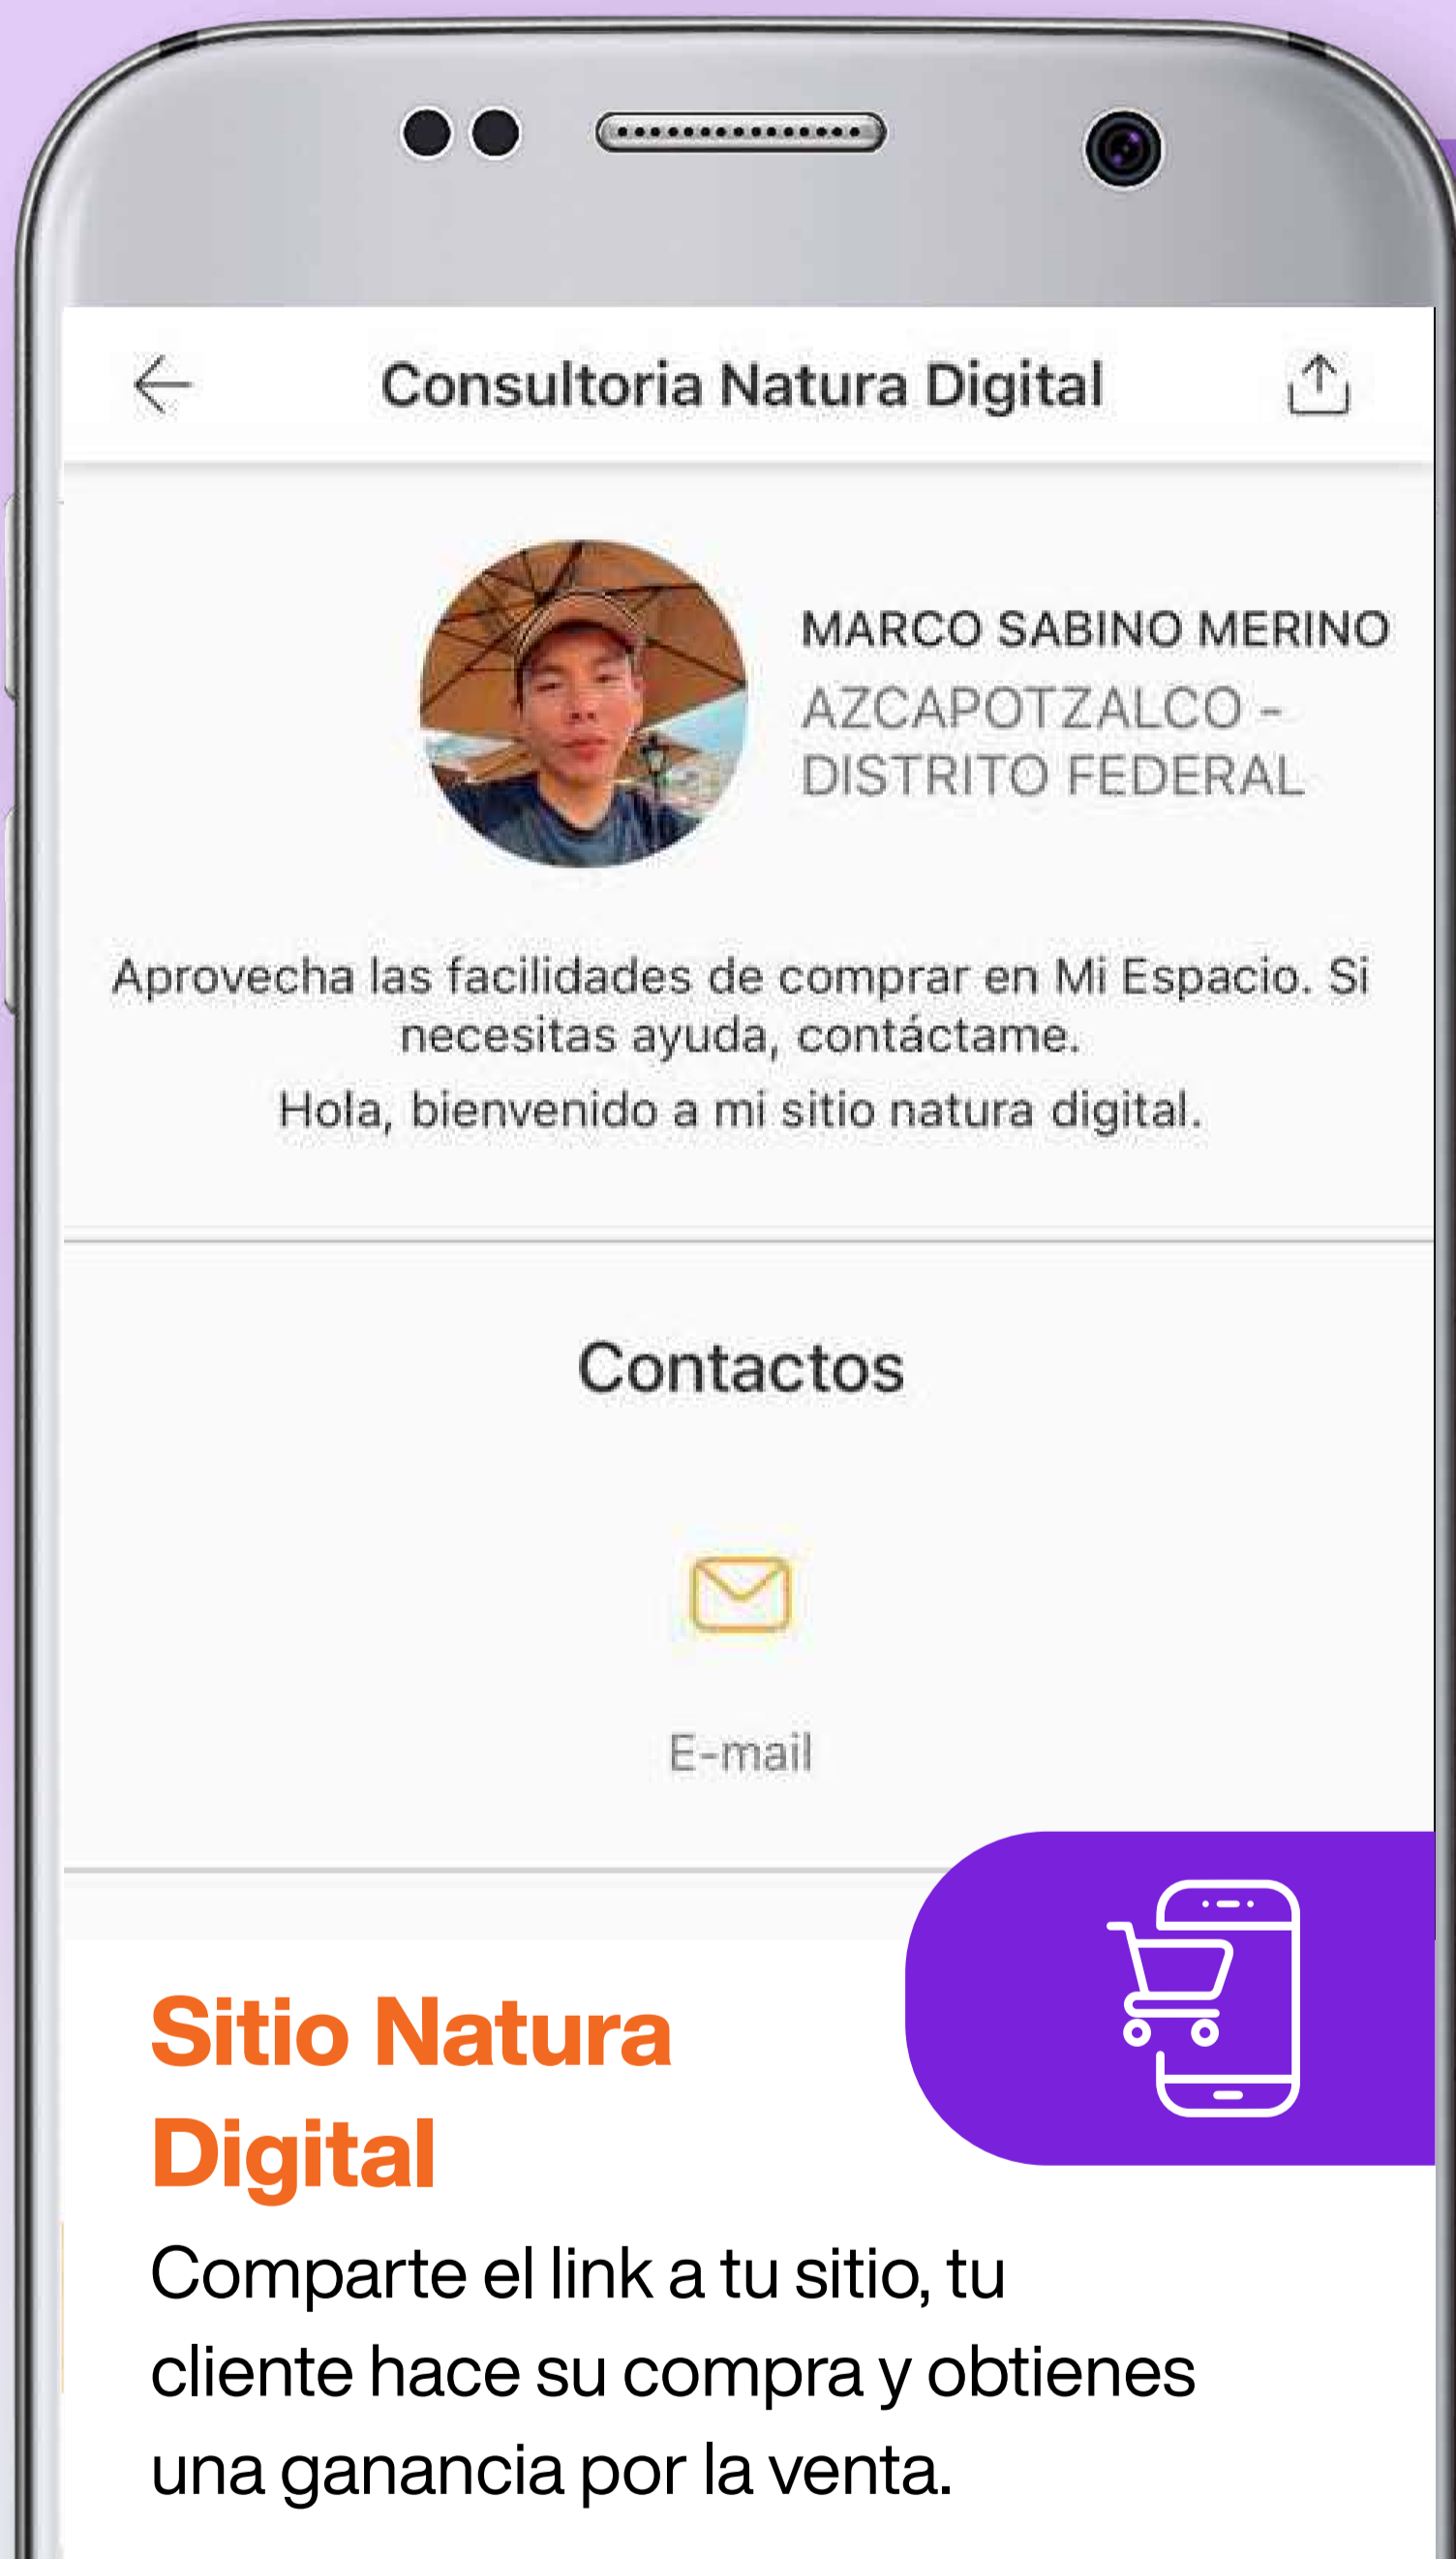 Consultoria Natura Digital
MARCO SABINO MERINO
AZCAPOTZALCO -
DISTRITO FEDERAL
Aprovecha las facilidades de comprar en Mi Espacio. Si
necesitas ayuda, contáctame.
Hola, bienvenido a mi sitio natura digital.
Contactos
E-mail
Sitio Natura
Digital
Comparte el link a tu sitio, tu
cliente hace su compra y obtienes
una ganancia por la venta.